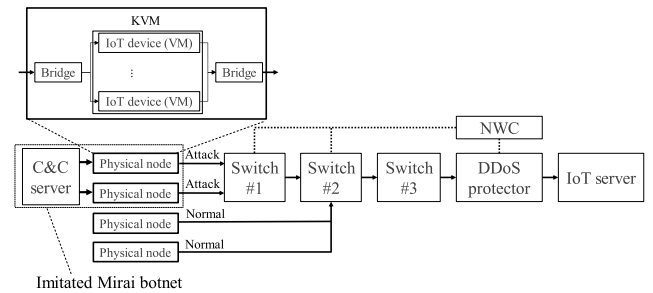 KVM
IoT device (VM)
Bridge
⋮
Bridge
IoT device (VM)
NWC
C&C
server
Physical node
Attack
Switch
#1
Switch
#2
Switch
#3
DDoS
protector
IoT server
Physical node
Attack
Physical node
Normal
Physical node
Normal
Imitated Mirai botnet